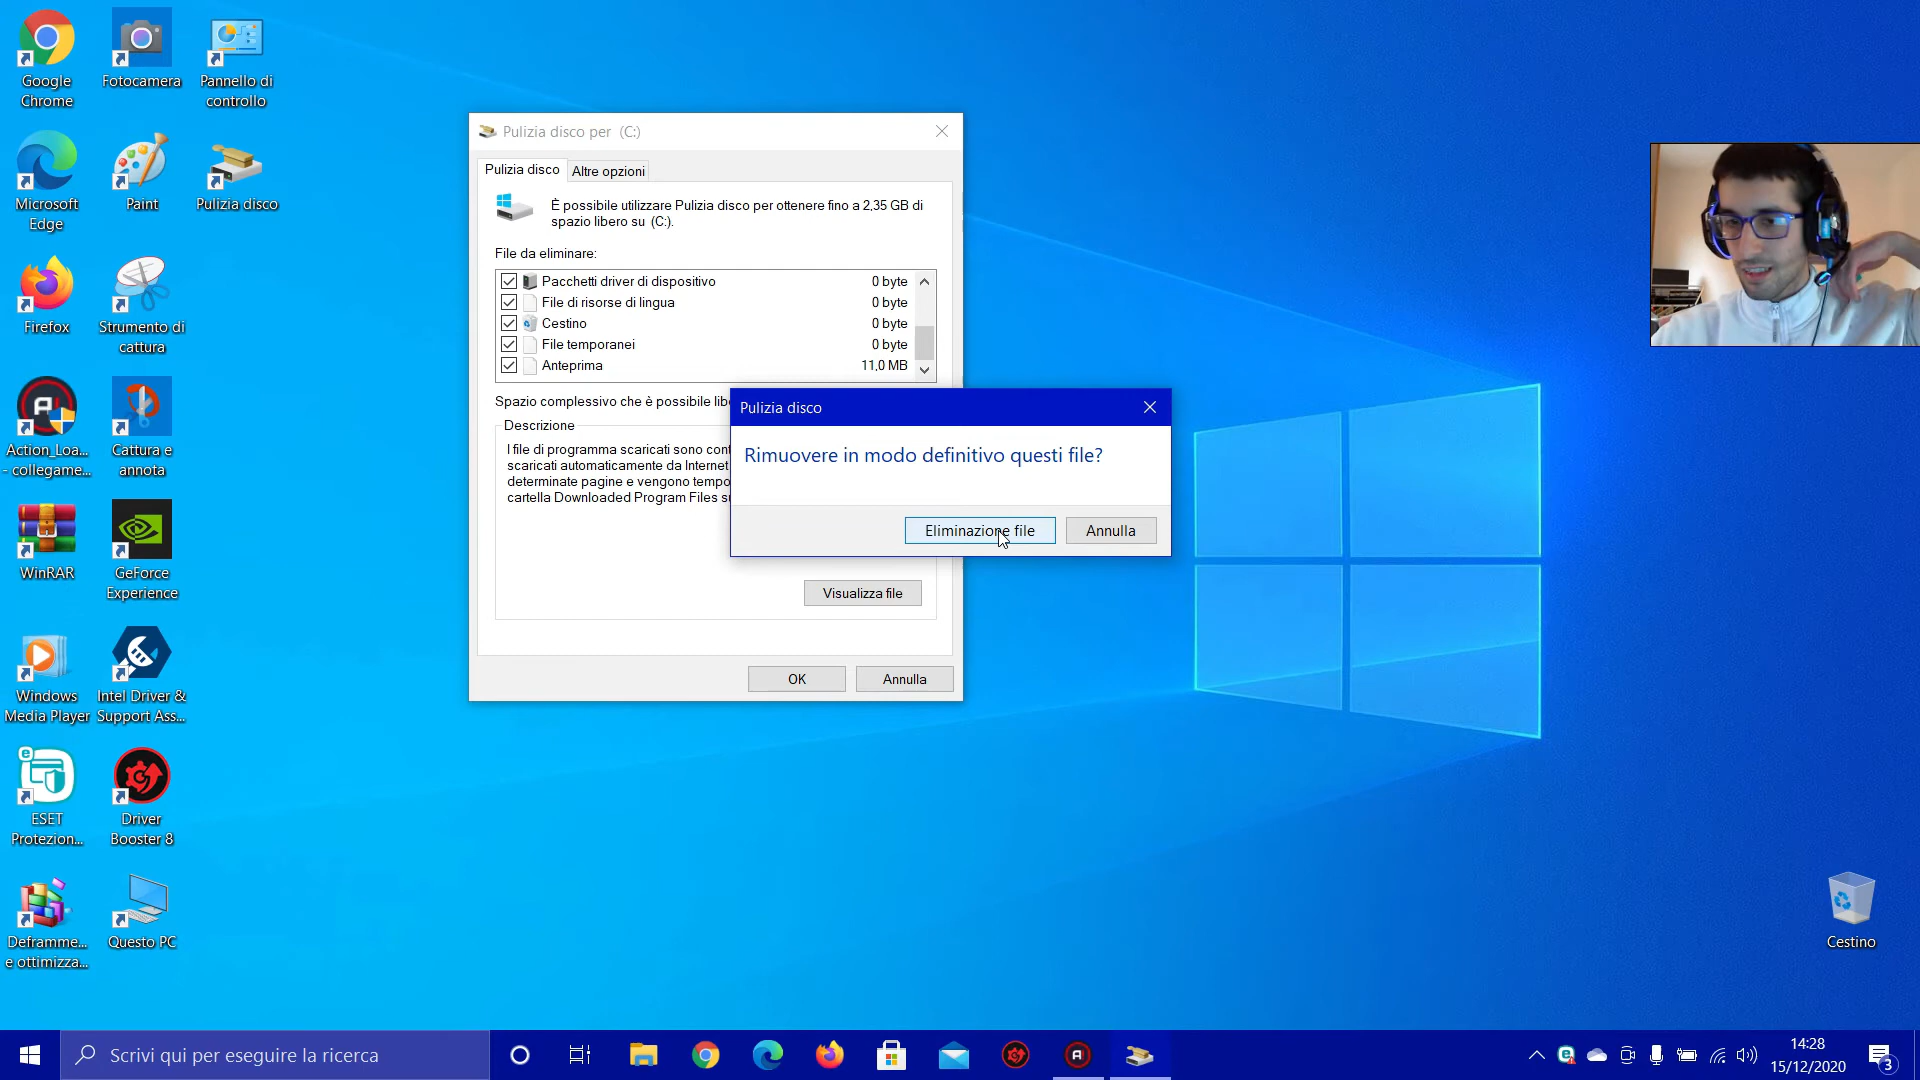 Google
Chrome
Fotocamera
Pannello di
controllo
Microsoft
Edge
Paint
Pulizia disco
Firefox
Strumento di
cattura
Action_Loa...
- collegame...
Cattura e
annota
WinRAR
GeForce
Experience
Windows
Media Player
Intel Driver &
Support Ass...
ESET
Protezion...
Driver
Booster 8
Deframme...
e ottimizza...
Questo PC
Pulizia disco per (C:)
Pulizia disco
Altre opzioni
È possibile utilizzare Pulizia disco per ottenere fino a 2,35 GB di
spazio libero su (C:).
File da eliminare:
Pacchetti driver di dispositivo 0 byte
File di risorse di lingua 0 byte
Cestino 0 byte
File temporanei 0 byte
Anteprima 11,0 MB
Spazio complessivo che è possibile lib
Descrizione
I file di programma scaricati sono cont
scaricati automaticamente da Internet
determinate pagine e vengono tempo
cartella Downloaded Program Files su
Visualizza file
OK
Annulla
Pulizia disco
Rimuovere in modo definitivo questi file?
Eliminazione file
Annulla
Cestino
Scrivi qui per eseguire la ricerca
14:28
15/12/2020
3